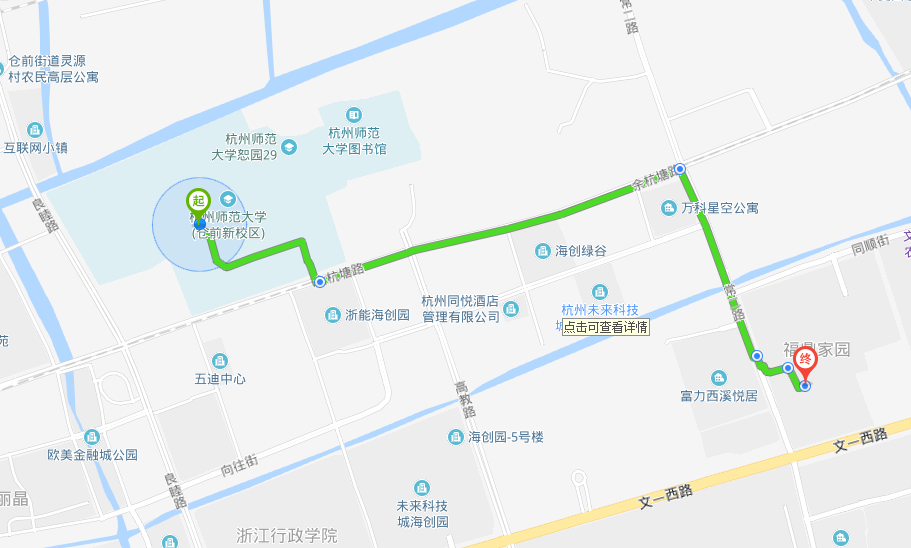 常二路
仓前街道灵源
村农民高层公寓
互联网小镇
杭州师范
大学恕园29
杭州师范
大学图书馆
良睦路
起
杭州师范大学
(仓前新校区)
余杭塘路
万科星空公寓
海创绿谷
同顺街
杭塘路
浙能海创园
杭州同悦酒店
管理有限公司
杭州未来科技
点击可查看详情
常
路
福鼎家园
终
五迪中心
富力西溪悦居
高教路
欧美金融城公园
向往街
海创园-5号楼
文一西路
文一西路
良睦路
丽晶
未来科技
城海创园
浙江行政学院